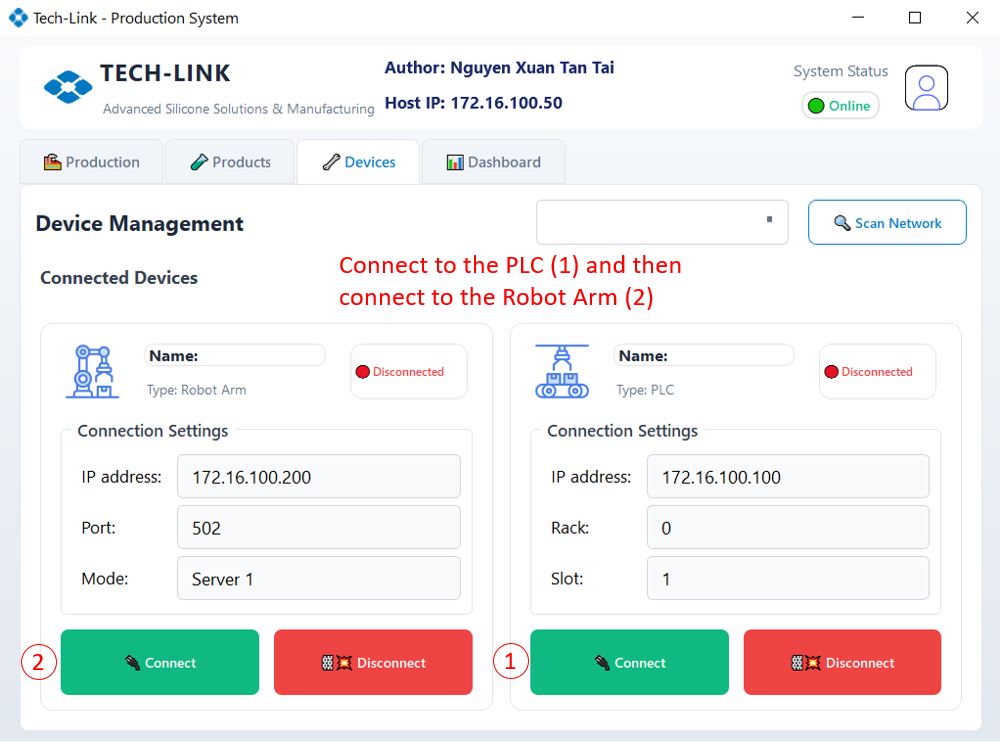 Tech-Link - Production System
TECH-LINK
Advanced Silicone Solutions & Manufacturing
Author: Nguyen Xuan Tan Tai
Host IP: 172.16.100.50
System Status
Online
Production
Products
Devices
Dashboard
Device Management
Scan Network
Connected Devices
Connect to the PLC (1) and then
connect to the Robot Arm (2)
Name:
Type: Robot Arm
Disconnected
Connection Settings
IP address: 172.16.100.200
Port: 502
Mode: Server 1
2
Connect
Disconnect
Name:
Type: PLC
Disconnected
Connection Settings
IP address: 172.16.100.100
Rack: 0
Slot: 1
1
Connect
Disconnect